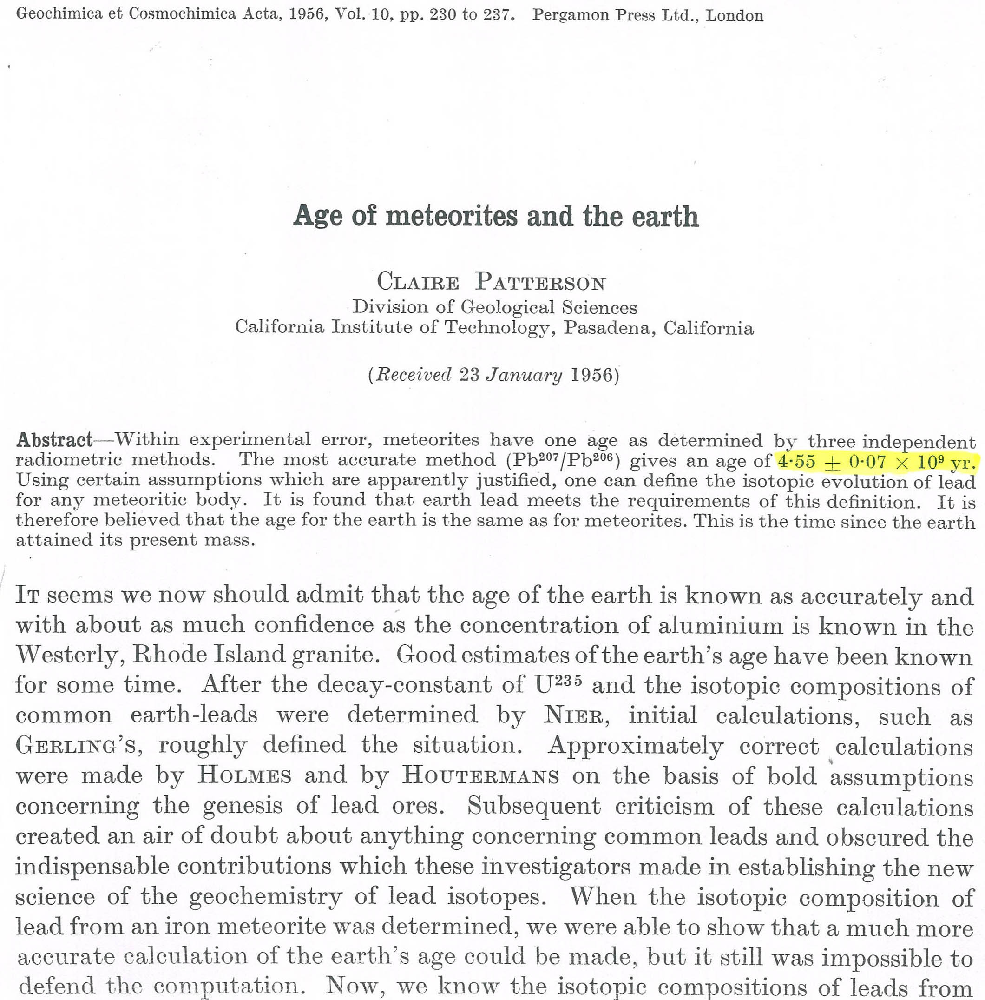 Geochimica et Cosmochimica Acta, 1956, Vol. 10, pp. 230 to 237. Pergamon Press Ltd., London
Age of meteorites and the earth
CLAIRE PATTERSON
Division of Geological Sciences
California Institute of Technology, Pasadena, California
(Received 23 January 1956)
Abstract—Within experimental error, meteorites have one age as determined by three independent
radiometric methods. The most accurate method (Pb²⁰⁷/Pb²⁰⁶) gives an age of 4·55 ± 0·07 × 10⁹ yr.
Using certain assumptions which are apparently justified, one can define the isotopic evolution of lead
for any meteoritic body. It is found that earth lead meets the requirements of this definition. It is
therefore believed that the age for the earth is the same as for meteorites. This is the time since the earth
attained its present mass.
IT seems we now should admit that the age of the earth is known as accurately and
with about as much confidence as the concentration of aluminium is known in the
Westerly, Rhode Island granite. Good estimates of the earth's age have been known
for some time. After the decay-constant of U²³⁵ and the isotopic compositions of
common earth-leads were determined by NIER, initial calculations, such as
GERLING'S, roughly defined the situation. Approximately correct calculations
were made by HOLMES and by HOUTERMANS on the basis of bold assumptions
concerning the genesis of lead ores. Subsequent criticism of these calculations
created an air of doubt about anything concerning common leads and obscured the
indispensable contributions which these investigators made in establishing the new
science of the geochemistry of lead isotopes. When the isotopic composition of
lead from an iron meteorite was determined, we were able to show that a much more
accurate calculation of the earth's age could be made, but it still was impossible to
defend the computation. Now, we know the isotopic compositions of leads from